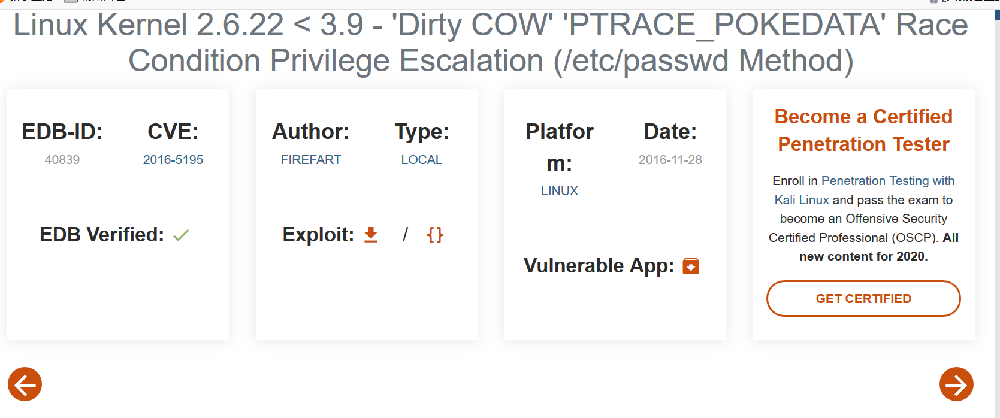 Linux Kernel 2.6.22 < 3.9 - 'Dirty COW' 'PTRACE_POKEDATA' Race
Condition Privilege Escalation (/etc/passwd Method)
EDB-ID:
40839
CVE:
2016-5195
EDB Verified:
Author:
FIREFART
Type:
LOCAL
Exploit: / {}
Platfor
m:
LINUX
Date:
2016-11-28
Vulnerable App:
Become a Certified
Penetration Tester
Enroll in Penetration Testing with
Kali Linux and pass the exam to
become an Offensive Security
Certified Professional (OSCP). All
new content for 2020.
GET CERTIFIED